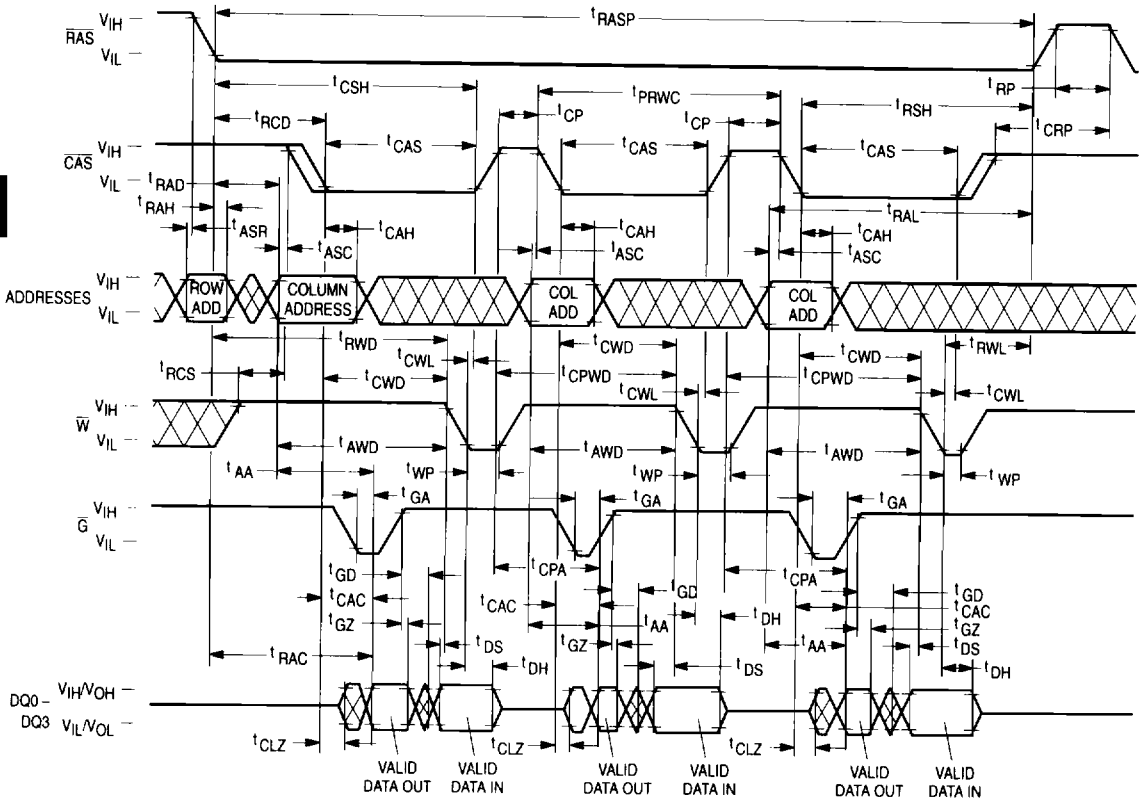 VIH
RAS
VIL
tRASP
tRP
tCSH
tPRWC
tRSH
tRCD
tCP
tCP
tCRP
VIH
CAS
VIL
tCAS
tCAS
tCAS
tRAD
tRAH
tASR
tASC
tCAH
tCAH
tASC
tRAL
tCAH
tASC
ADDRESSES
VIH
VIL
ROW
ADD
COLUMN
ADDRESS
COL
ADD
COL
ADD
tRWD
tCWL
tCWD
tCWD
tRWL
tRCS
tCWD
tCPWD
tCWL
tCPWD
tCWL
VIH
W
VIL
tAWD
tAWD
tAWD
tAA
tWP
tWP
tWP
tGA
tGA
tGA
VIH
G
VIL
tGD
tCPA
tCPA
tGD
tCAC
tCAC
tGD
tCAC
tGZ
tDS
tGZ
tAA
tDH
tAA
tGZ
tDS
tRAC
tDH
tDS
tDH
DQ0 –
DQ3
VIH/VOH
VIL/VOL
tCLZ
tCLZ
tCLZ
VALID
DATA OUT
VALID
DATA IN
VALID
DATA OUT
VALID
DATA IN
VALID
DATA OUT
VALID
DATA IN